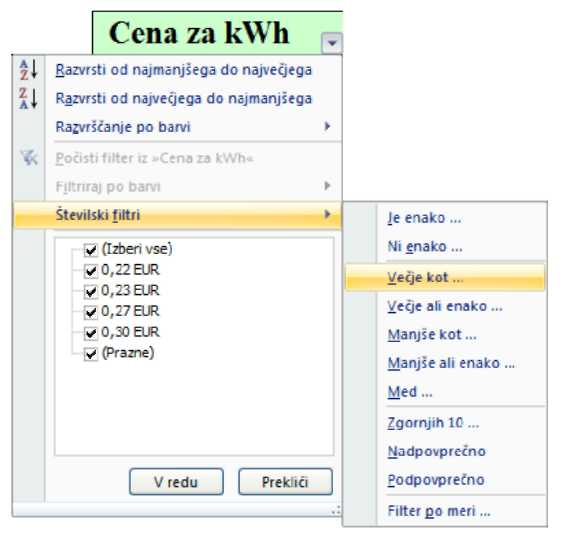 Cena za kWh
Razvrsti od najmanjšega do največjega
Razvrsti od največjega do najmanjšega
Razvrščanje po barvi
Počisti filter iz »Cena za kWh«
Filtriraj po barvi
Številski filtri
(Izberi vse)
0,22 EUR
0,23 EUR
0,27 EUR
0,30 EUR
(Prazne)
V redu
Prekliči
Je enako ...
Ni enako ...
Večje kot ...
Večje ali enako ...
Manjše kot ...
Manjše ali enako ...
Med ...
Zgornjih 10 ...
Nadpovprečno
Podpovprečno
Filter po meri ...